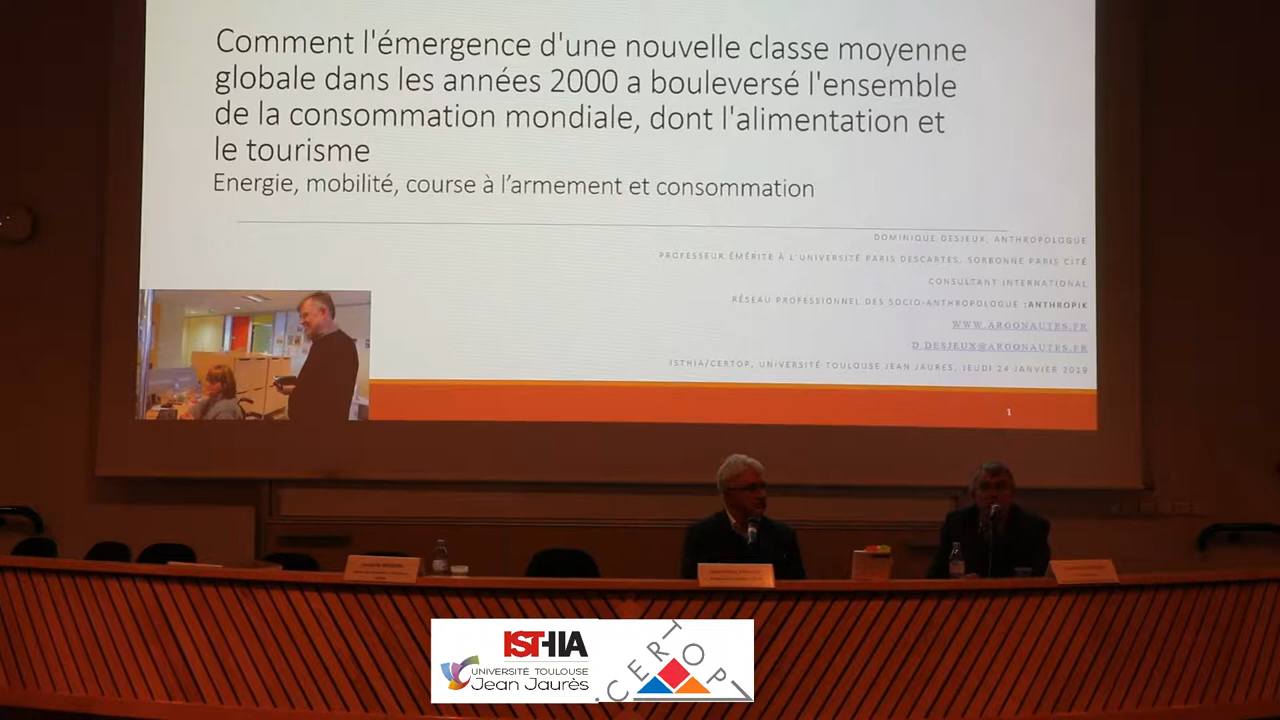 Comment l'émergence d'une nouvelle classe moyenne
globale dans les années 2000 a bouleversé l'ensemble
de la consommation mondiale, dont l'alimentation et
le tourisme
Energie, mobilité, course à l'armement et consommation
DOMINIQUE DESJEUX, ANTHROPOLOGUE
PROFESSEUR ÉMÉRITE À L'UNIVERSITÉ PARIS DESCARTES, SORBONNE PARIS CITÉ
CONSULTANT INTERNATIONAL
RÉSEAU PROFESSIONNEL DES SOCIO-ANTHROPOLOGUE :ANTHROPIK
WWW.ARGONAUTES.FR
D.DESJEUX@ARGONAUTES.FR
ISTHIA/CERTOP, UNIVERSITÉ TOULOUSE JEAN JAURES, JEUDI 24 JANVIER 2019
1
ISTHIA
UNIVERSITÉ TOULOUSE
Jean Jaurès
CERTOP